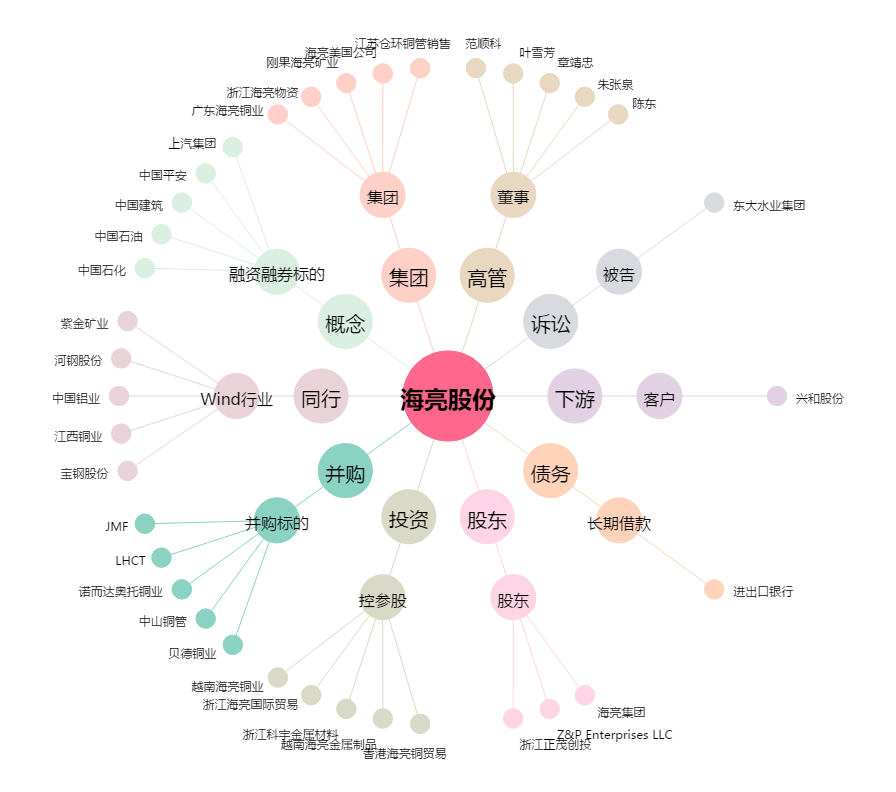 海亮股份
集团
集团
江苏仓环铜管销售
海亮美国公司
刚果海亮矿业
浙江海亮物资
广东海亮铜业
高管
董事
范顺科
叶雪芳
章靖忠
朱张泉
陈东
诉讼
被告
东大水业集团
下游
客户
兴和股份
债务
长期借款
进出口银行
股东
股东
海亮集团
Z&P Enterprises LLC
浙江正茂创投
投资
控参股
越南海亮铜业
浙江海亮国际贸易
浙江科宇金属材料
越南海亮金属制品
香港海亮铜贸易
并购
并购标的
JMF
LHCT
诺而达奥托铜业
中山铜管
贝德铜业
同行
Wind行业
紫金矿业
河钢股份
中国铝业
江西铜业
宝钢股份
概念
融资融券标的
上汽集团
中国平安
中国建筑
中国石油
中国石化